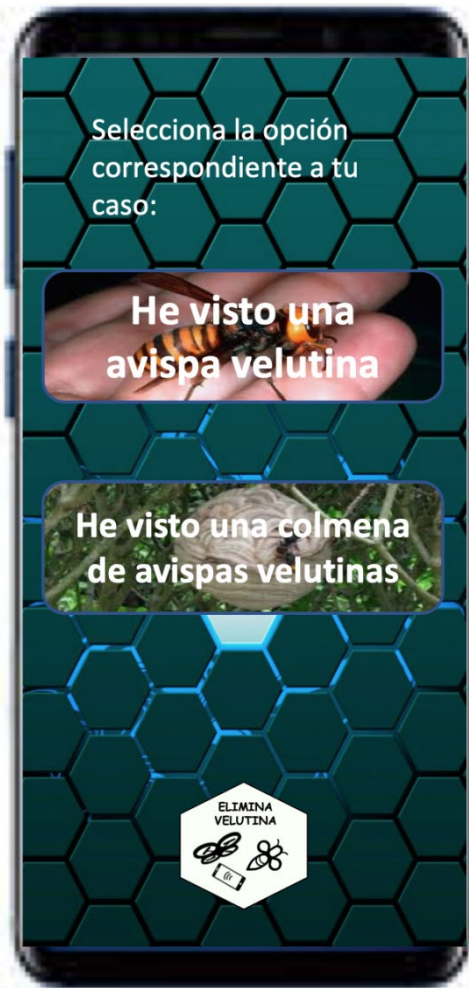 Selecciona la opción
correspondiente a tu
caso:
He visto una
avispa velutina
He visto una colmena
de avispas velutinas
ELIMINA
VELUTINA